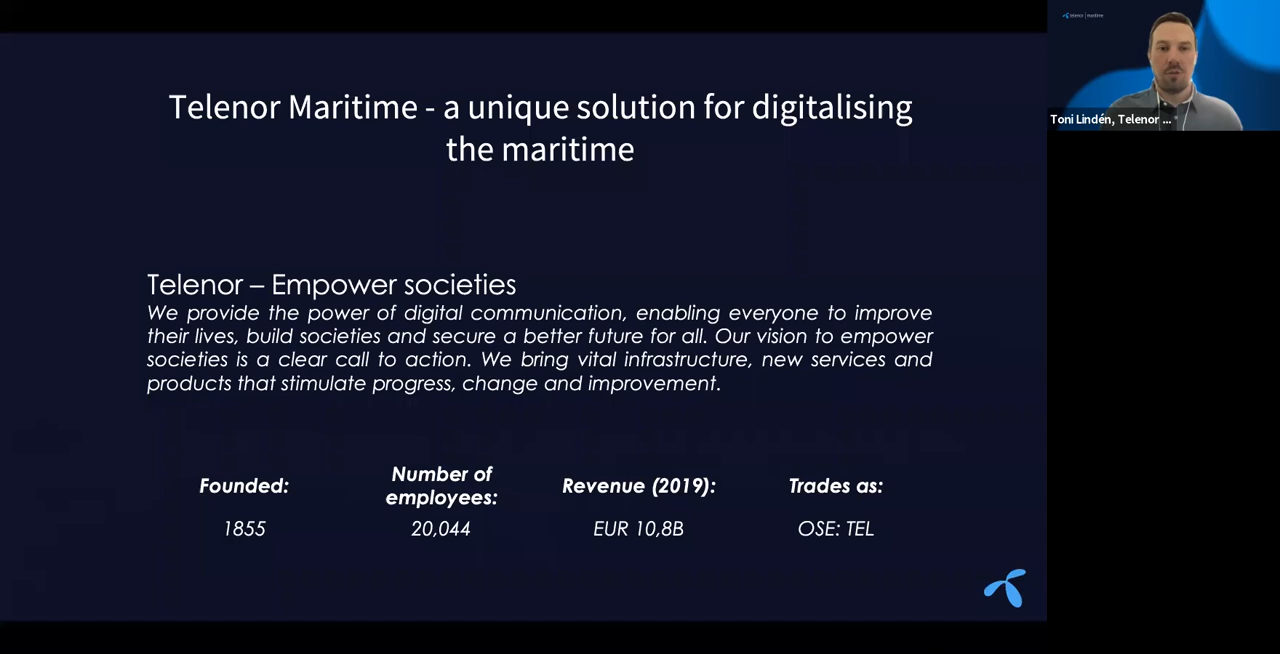 Telenor Maritime - a unique solution for digitalising
the maritime
Telenor – Empower societies
We provide the power of digital communication, enabling everyone to improve
their lives, build societies and secure a better future for all. Our vision to empower
societies is a clear call to action. We bring vital infrastructure, new services and
products that stimulate progress, change and improvement.
Founded:
Number of
employees:
Revenue (2019):
Trades as:
1855
20,044
EUR 10,8B
OSE: TEL
telenor | maritime
Toni Lindén, Telenor ...